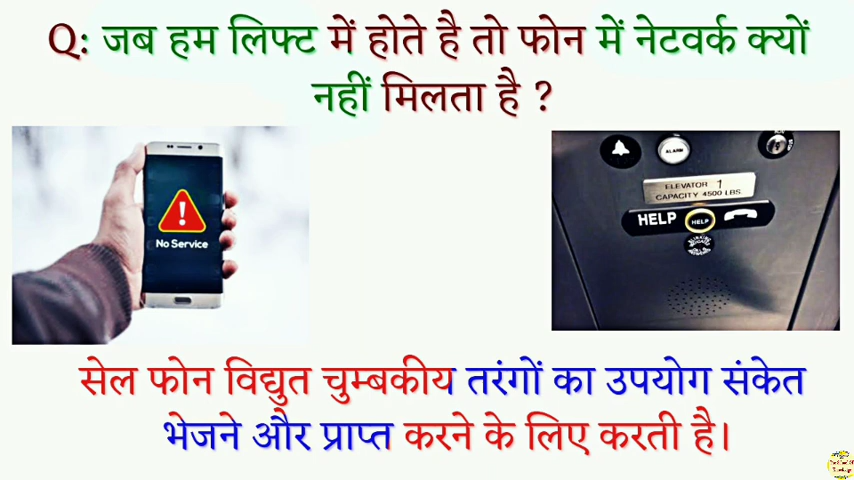 Q: जब हम लिफ्ट में होते है तो फोन में नेटवर्क क्यों
नहीं मिलता है ?
No Service
ALARM
ELEVATOR 1
CAPACITY 4500 LBS.
HELP HELP
सेल फोन विद्युत चुम्बकीय तरंगों का उपयोग संकेत
भेजने और प्राप्त करने के लिए करती है।